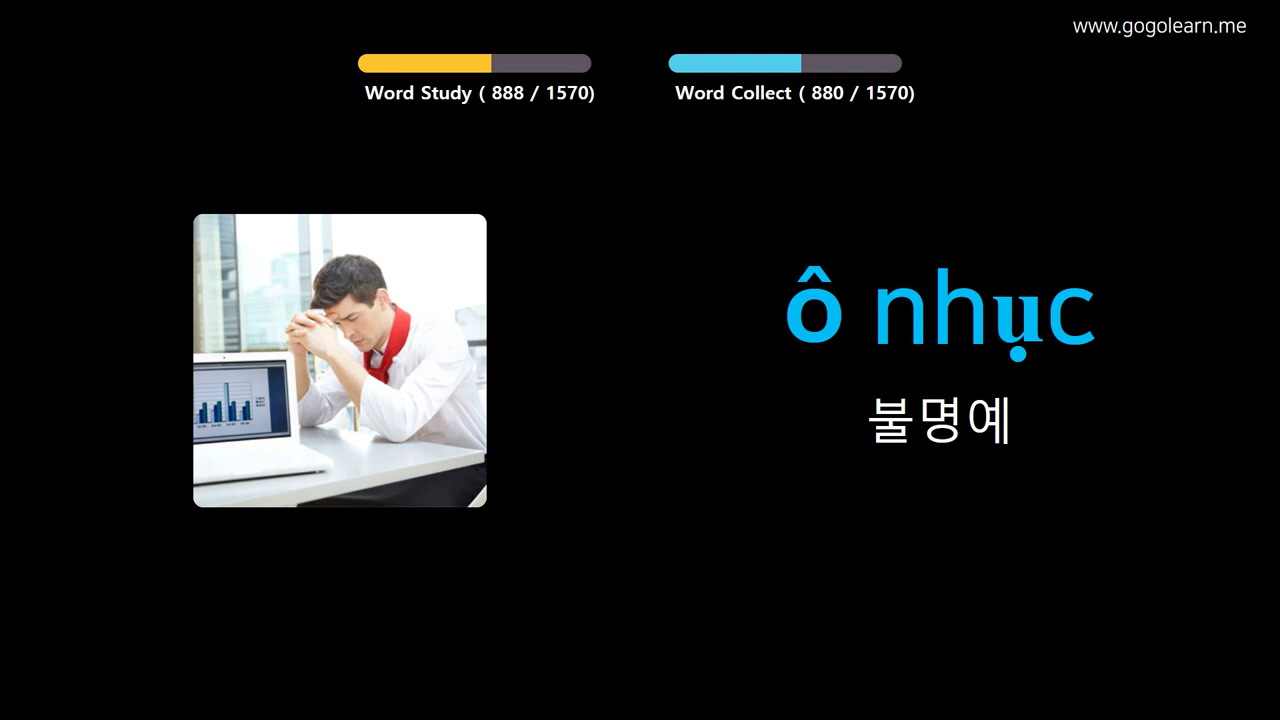 www.gogolearn.me
Word Study ( 888 / 1570)
Word Collect ( 880 / 1570)
ô nhục
불명예